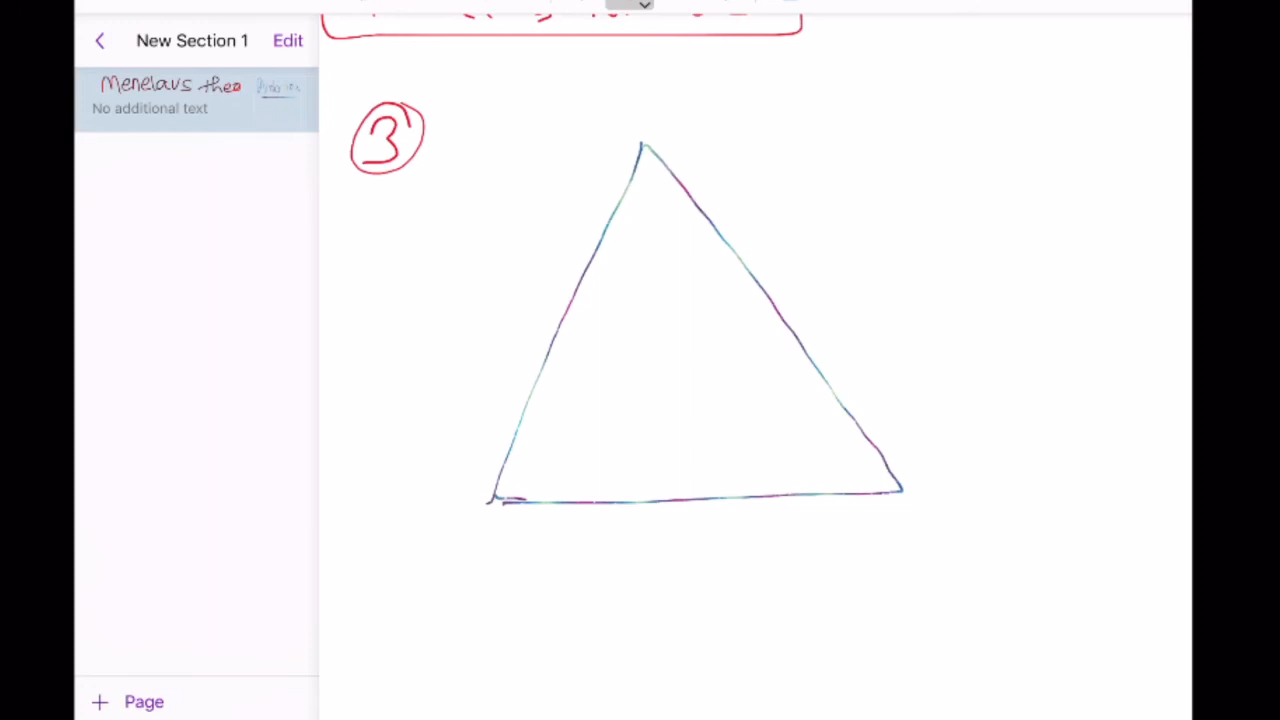 New Section 1 Edit
Menelaus theo
No additional text
3
+ Page